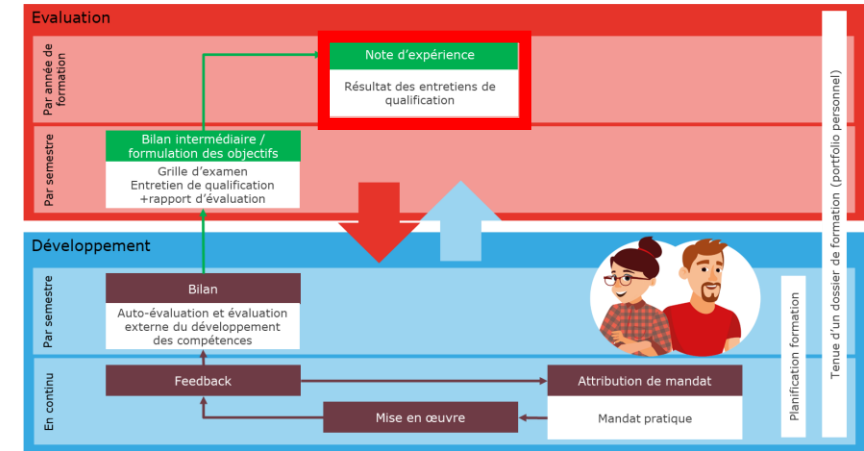 Evaluation
Par année de
formation
Note d'expérience
Résultat des entretiens de
qualification
Par semestre
Bilan intermédiaire /
formulation des objectifs
Grille d'examen
Entretien de qualification
+rapport d'évaluation
Développement
Par semestre
Bilan
Auto-évaluation et évaluation
externe du développement
des compétences
En continu
Feedback
Attribution de mandat
Mise en œuvre
Mandat pratique
Planification formation
Tenue d'un dossier de formation (portfolio personnel)